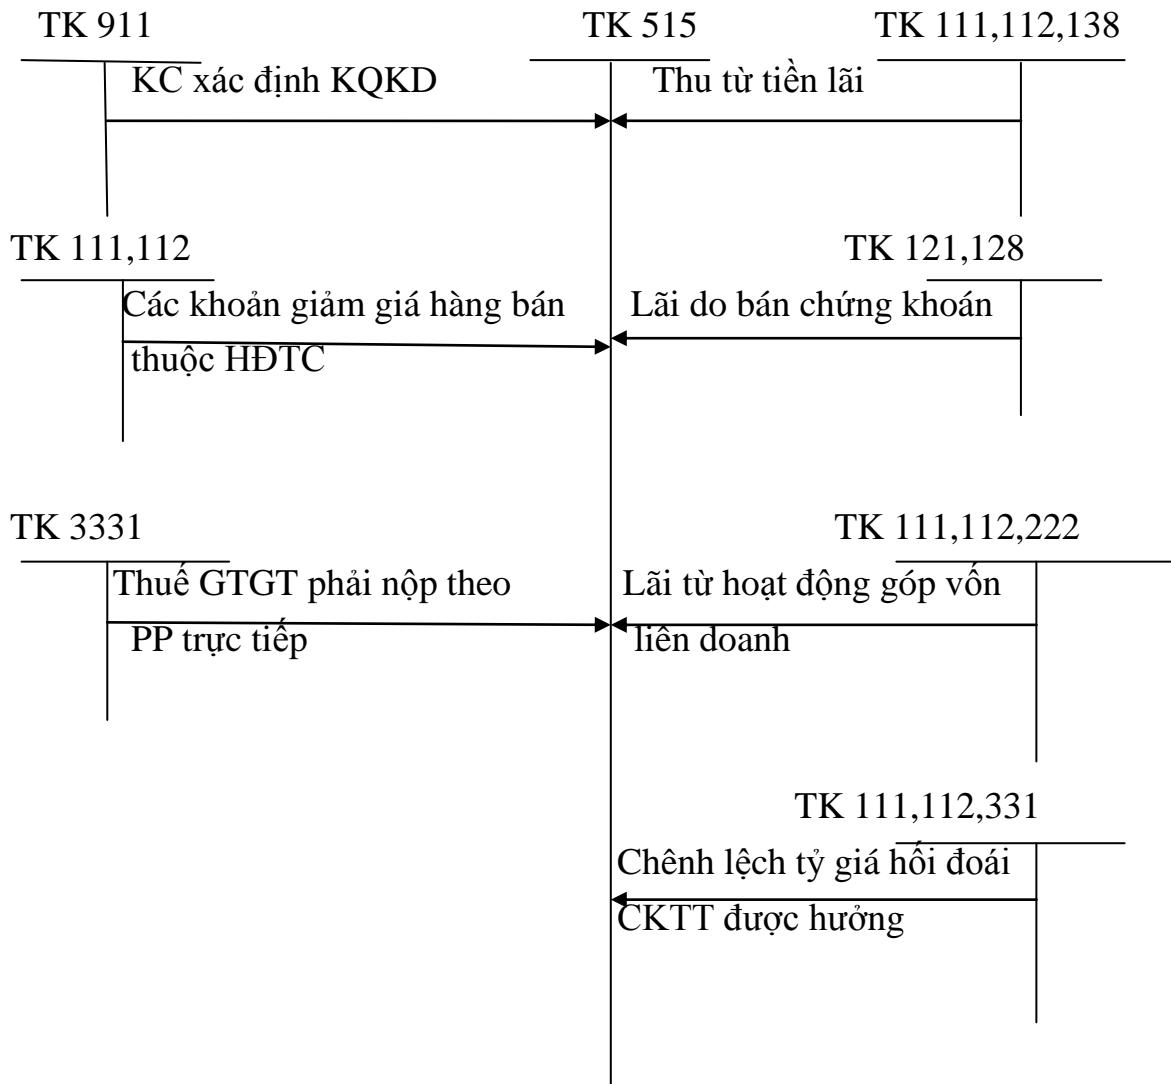 TK 911
TK 515
TK 111,112,138
KC xác định KQKD
Thu từ tiền lãi
TK 111,112
TK 121,128
Các khoản giảm giá hàng bán
thuộc HĐTC
Lãi do bán chứng khoán
TK 3331
TK 111,112,222
Thuế GTGT phải nộp theo
PP trực tiếp
Lãi từ hoạt động góp vốn
liên doanh
TK 111,112,331
Chênh lệch tỷ giá hối đoái
CKTT được hưởng